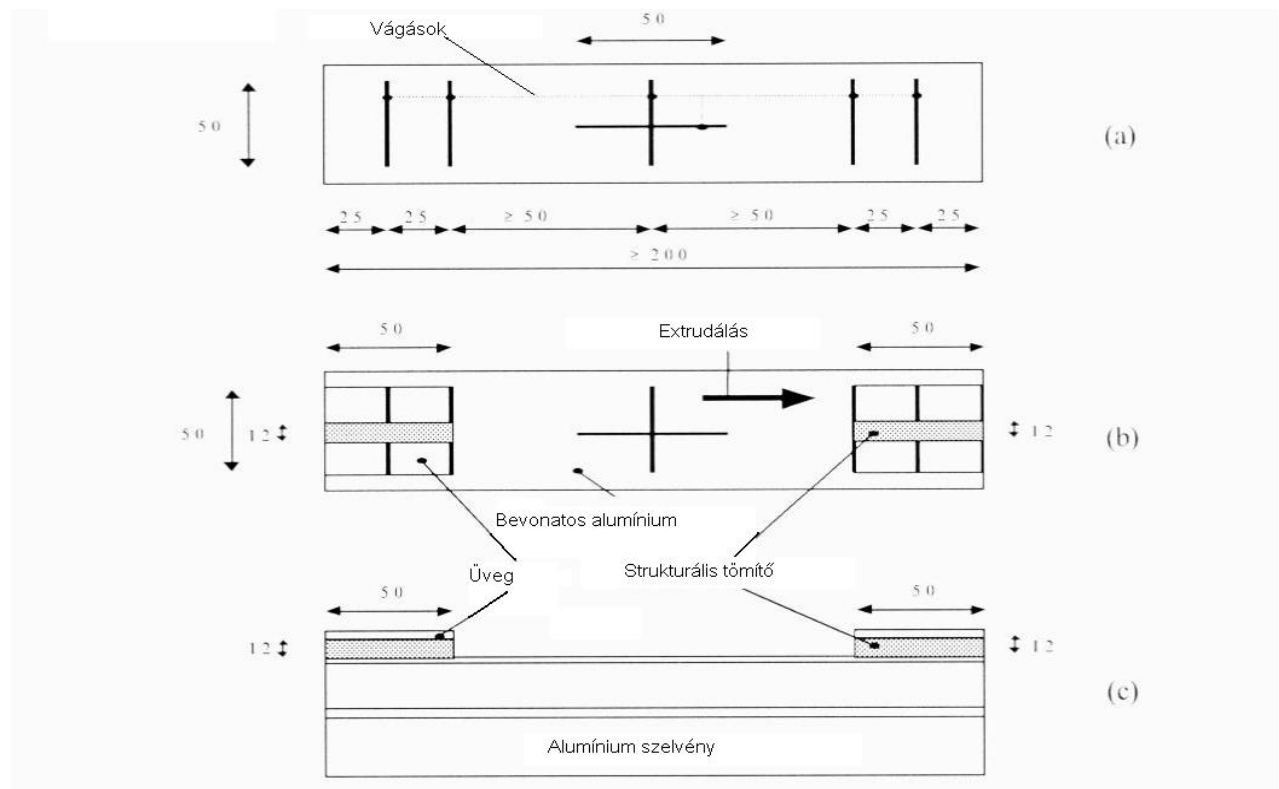 50
Vágások
50
(a)
25 25 ≥ 50 ≥ 50 25 25
≥ 200
50 Extrudálás 50
50 12 12 (b)
Bevonatos alumínium
Üveg Strukturális tömítő
50 50
12 12
(c)
Alumínium szelvény